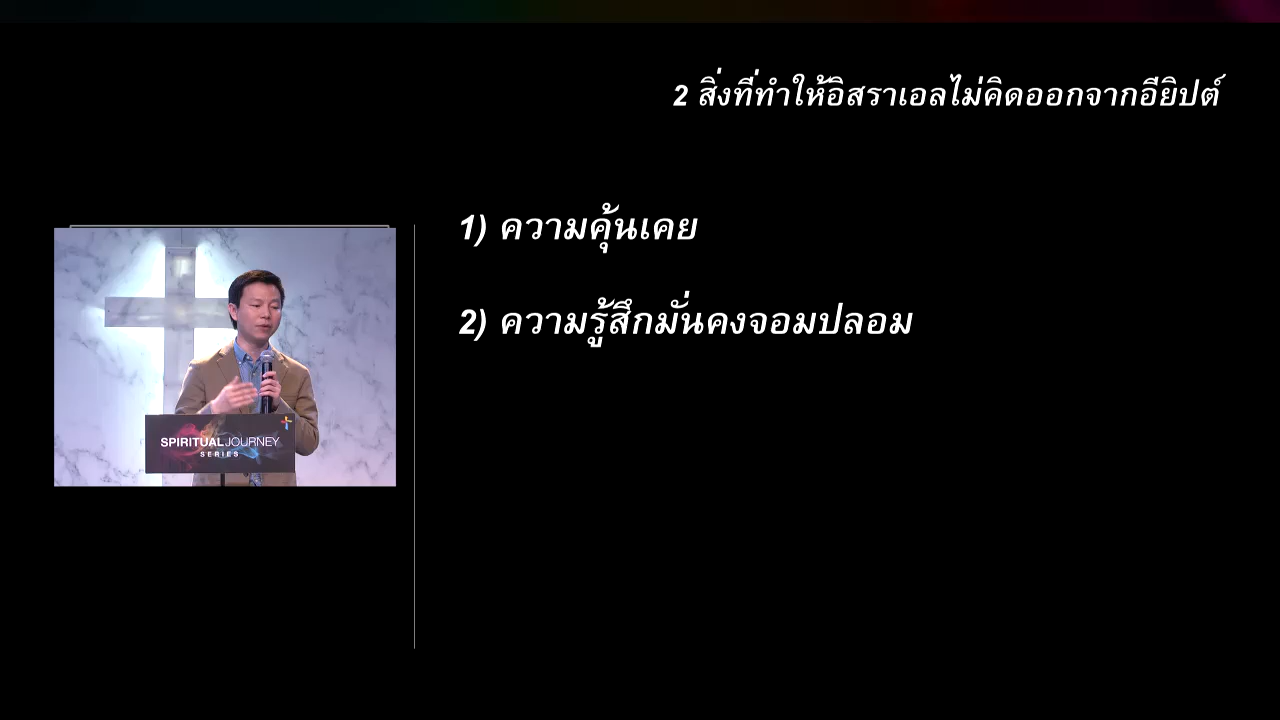 2 สิ่งที่ทำให้อิสราเอลไม่คิดออกจากอียิปต์
1) ความคุ้นเคย
2) ความรู้สึกมั่นคงจอมปลอม
SPIRITUALJOURNEY
SERIES